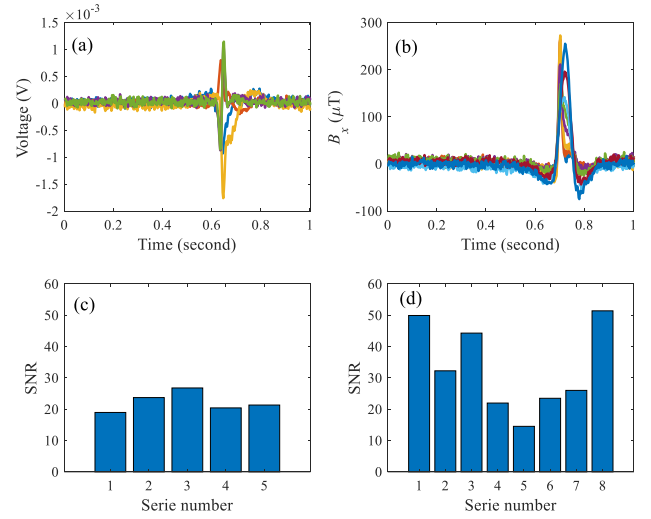 ×10⁻³
1.5
1
0.5
0
-0.5
-1
-1.5
-2
(a)
Voltage (V)
0 0.2 0.4 0.6 0.8 1
Time (second)
300
200
100
0
-100
(b)
Bₓ (μT)
0 0.2 0.4 0.6 0.8 1
Time (second)
60
50
40
30
20
10
0
(c)
SNR
1 2 3 4 5
Serie number
60
50
40
30
20
10
0
(d)
SNR
1 2 3 4 5 6 7 8
Serie number